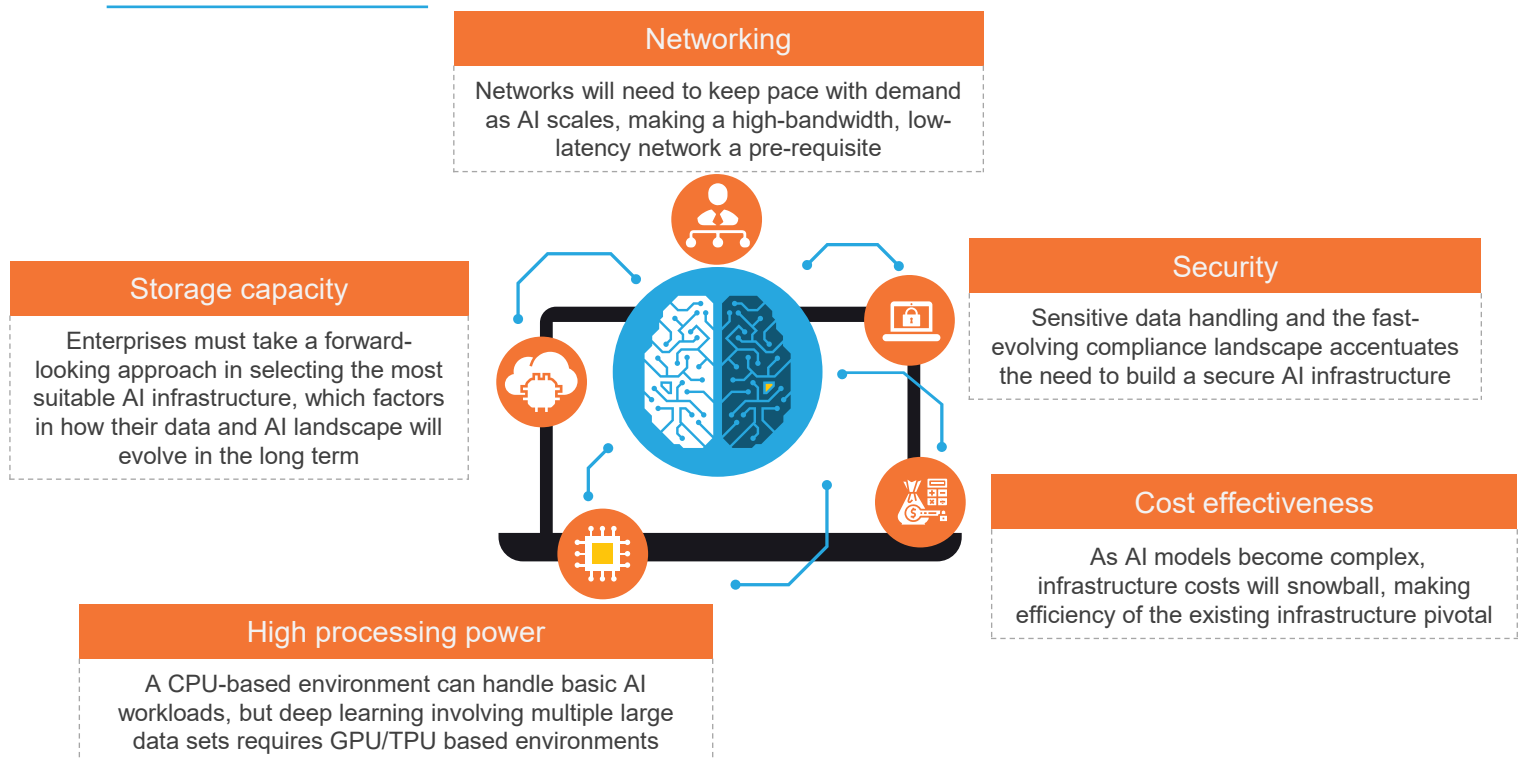 Networking
Networks will need to keep pace with demand
as AI scales, making a high-bandwidth, low-
latency network a pre-requisite
Storage capacity
Enterprises must take a forward-
looking approach in selecting the most
suitable AI infrastructure, which factors
in how their data and AI landscape will
evolve in the long term
Security
Sensitive data handling and the fast-
evolving compliance landscape accentuates
the need to build a secure AI infrastructure
Cost effectiveness
As AI models become complex,
infrastructure costs will snowball, making
efficiency of the existing infrastructure pivotal
High processing power
A CPU-based environment can handle basic AI
workloads, but deep learning involving multiple large
data sets requires GPU/TPU based environments